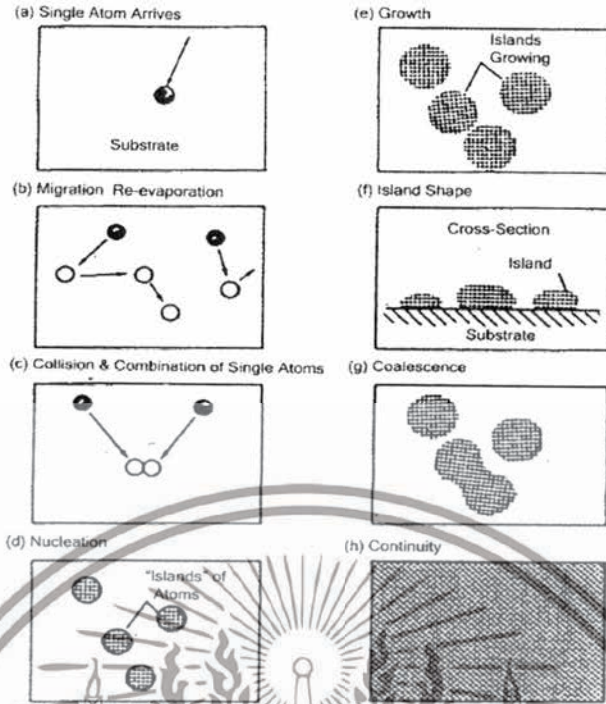 (a) Single Atom Arrives
Substrate
(b) Migration Re-evaporation
(c) Collision & Combination of Single Atoms
(d) Nucleation
"Islands" of
Atoms
(e) Growth
Islands
Growing
(f) Island Shape
Cross-Section
Island
Substrate
(g) Coalescence
(h) Continuity